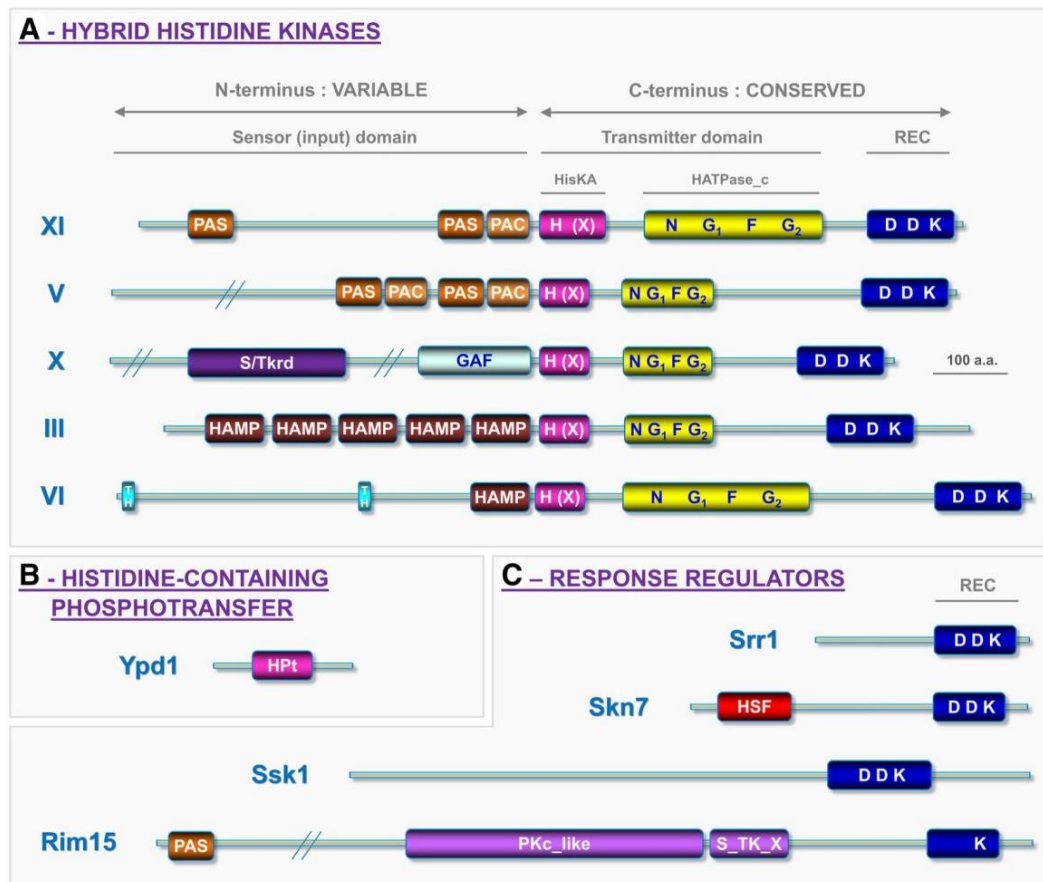 A - HYBRID HISTIDINE KINASES
N-terminus : VARIABLE C-terminus : CONSERVED
Sensor (input) domain Transmitter domain REC
HisKA HATPase_c
XI PAS PAS PAC H (X) N G₁ F G₂ D D K
V PAS PAC PAS PAC H (X) N G₁ F G₂ D D K
X S/Tkrd GAF H (X) N G₁ F G₂ D D K 100 a.a.
III HAMP HAMP HAMP HAMP HAMP H (X) N G₁ F G₂ D D K
VI TH TH HAMP H (X) N G₁ F G₂ D D K
B - HISTIDINE-CONTAINING
PHOSPHOTRANSFER
Ypd1 HPt
C – RESPONSE REGULATORS
REC
Srr1 D D K
Skn7 HSF D D K
Ssk1 D D K
Rim15 PAS PKc_like S_TK_X K